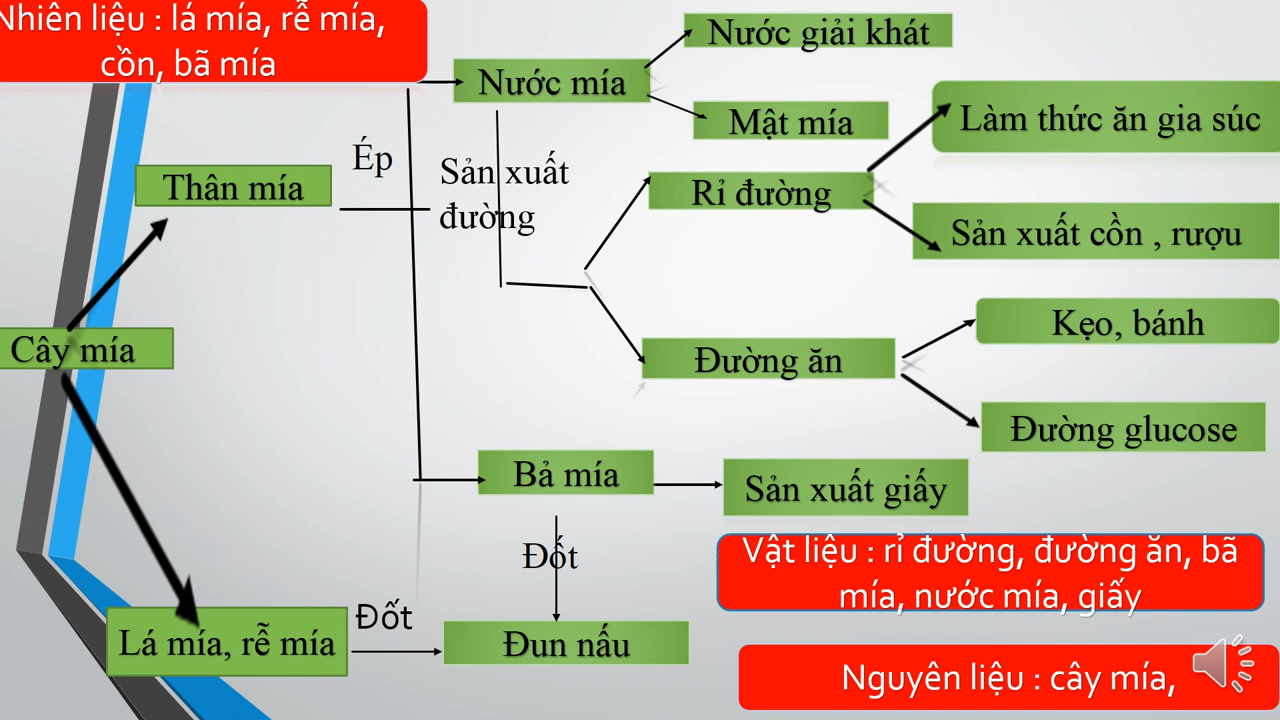 Nhiên liệu : lá mía, rễ mía,
cồn, bã mía
Nước giải khát
Nước mía
Mật mía
Làm thức ăn gia súc
Ép
Sản xuất
đường
Thân mía
Rỉ đường
Sản xuất cồn , rượu
Kẹo, bánh
Cây mía
Đường ăn
Đường glucose
Bả mía
Sản xuất giấy
Đốt
Vật liệu : rỉ đường, đường ăn, bã
mía, nước mía, giấy
Đốt
Lá mía, rễ mía
Đun nấu
Nguyên liệu : cây mía,